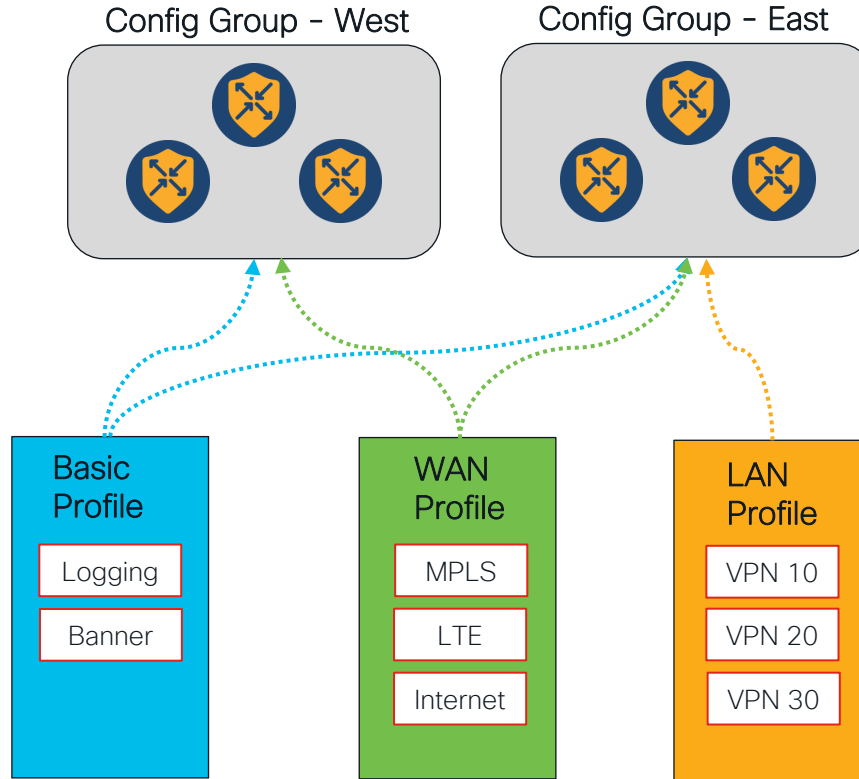 Config Group - West
Config Group - East
Basic
Profile
Logging
Banner
WAN
Profile
MPLS
LTE
Internet
LAN
Profile
VPN 10
VPN 20
VPN 30